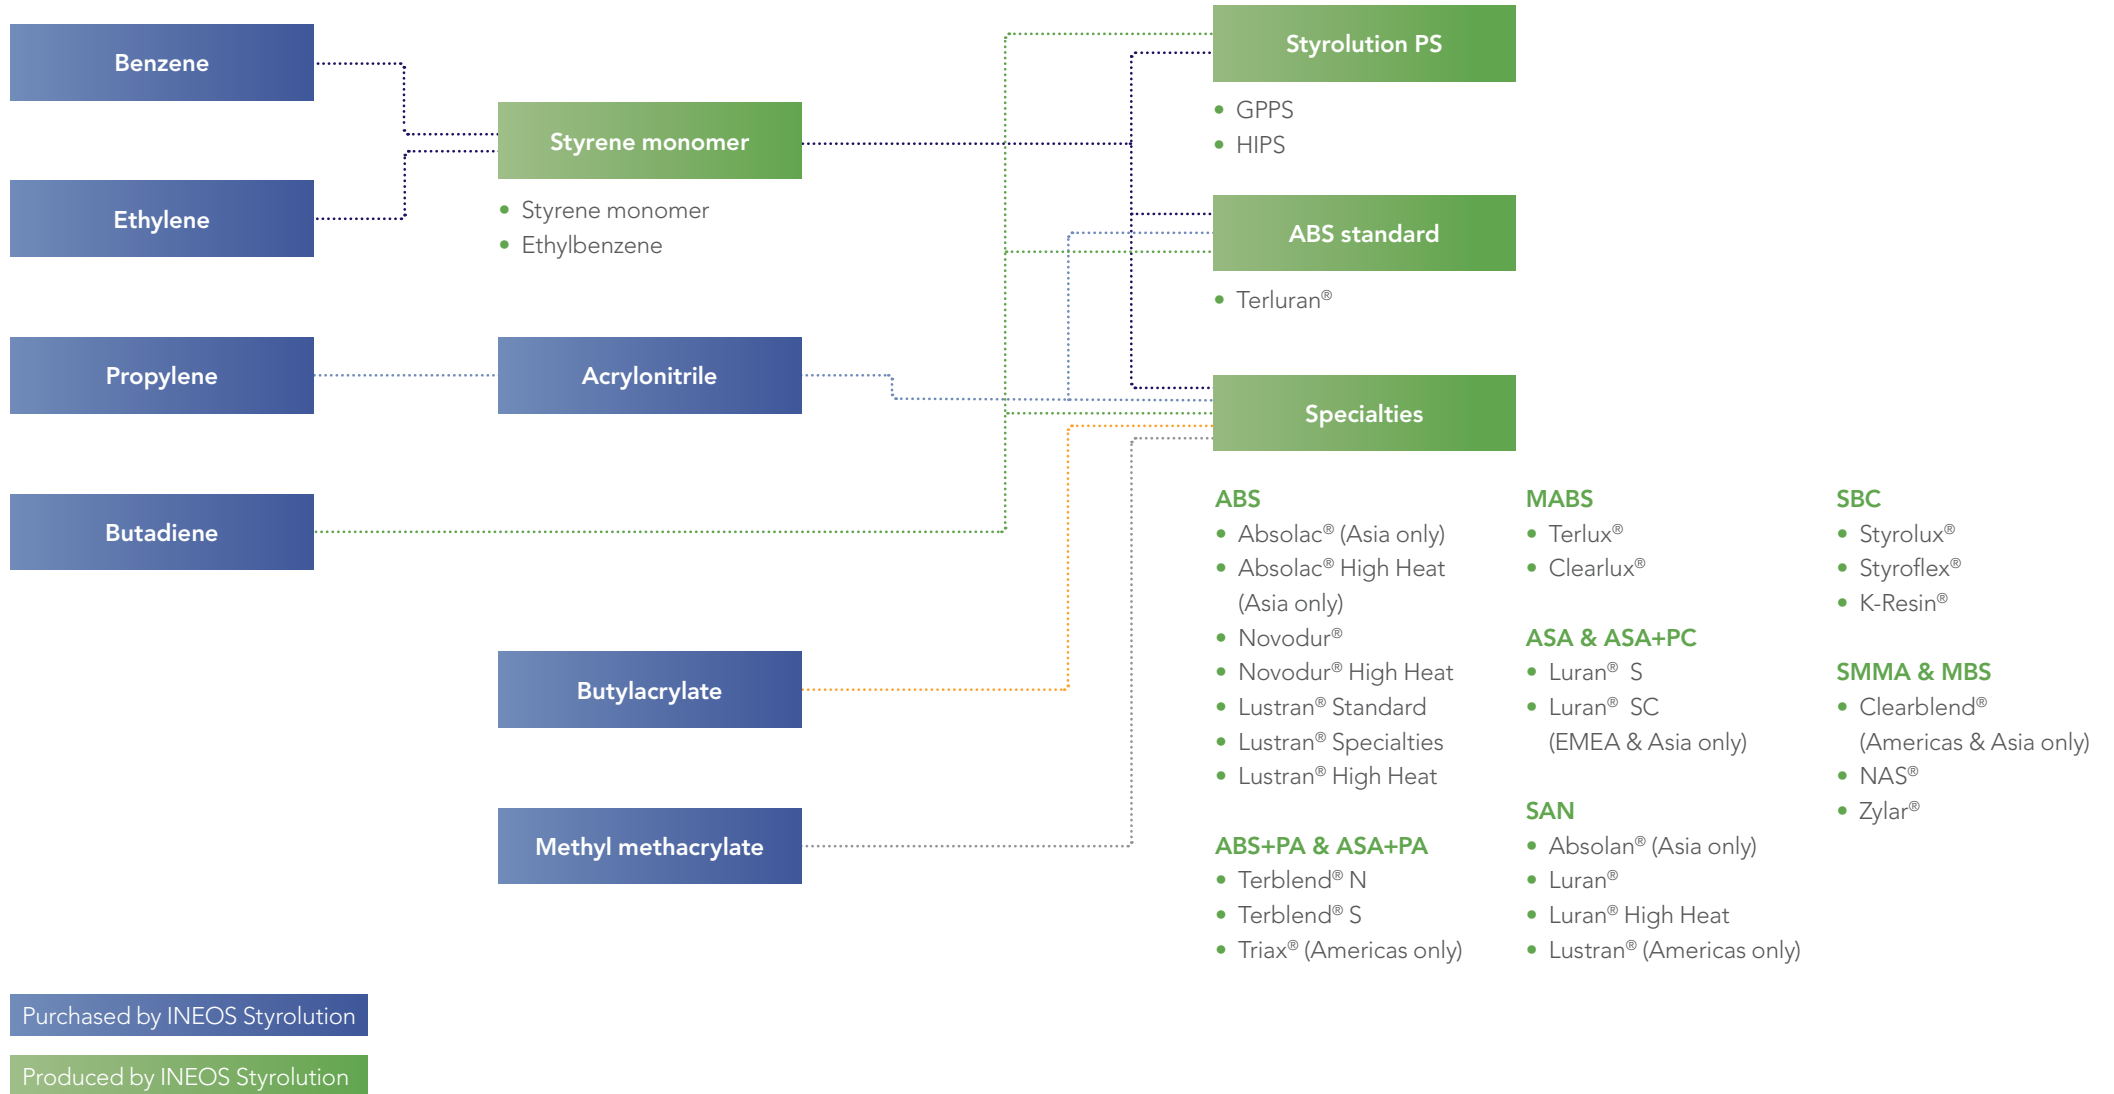 Benzene
Ethylene
Propylene
Butadiene
Styrene monomer
• Styrene monomer
• Ethylbenzene
Acrylonitrile
Butylacrylate
Methyl methacrylate
Styrolution PS
• GPPS
• HIPS
ABS standard
• Terluran®
Specialties
ABS
• Absolac® (Asia only)
• Absolac® High Heat
(Asia only)
• Novodur®
• Novodur® High Heat
• Lustran® Standard
• Lustran® Specialties
• Lustran® High Heat
ABS+PA & ASA+PA
• Terblend® N
• Terblend® S
• Triax® (Americas only)
MABS
• Terlux®
• Clearlux®
ASA & ASA+PC
• Luran® S
• Luran® SC
(EMEA & Asia only)
SAN
• Absolan® (Asia only)
• Luran®
• Luran® High Heat
• Lustran® (Americas only)
SBC
• Styrolux®
• Styroflex®
• K-Resin®
SMMA & MBS
• Clearblend®
(Americas & Asia only)
• NAS®
• Zylar®
Purchased by INEOS Styrolution
Produced by INEOS Styrolution